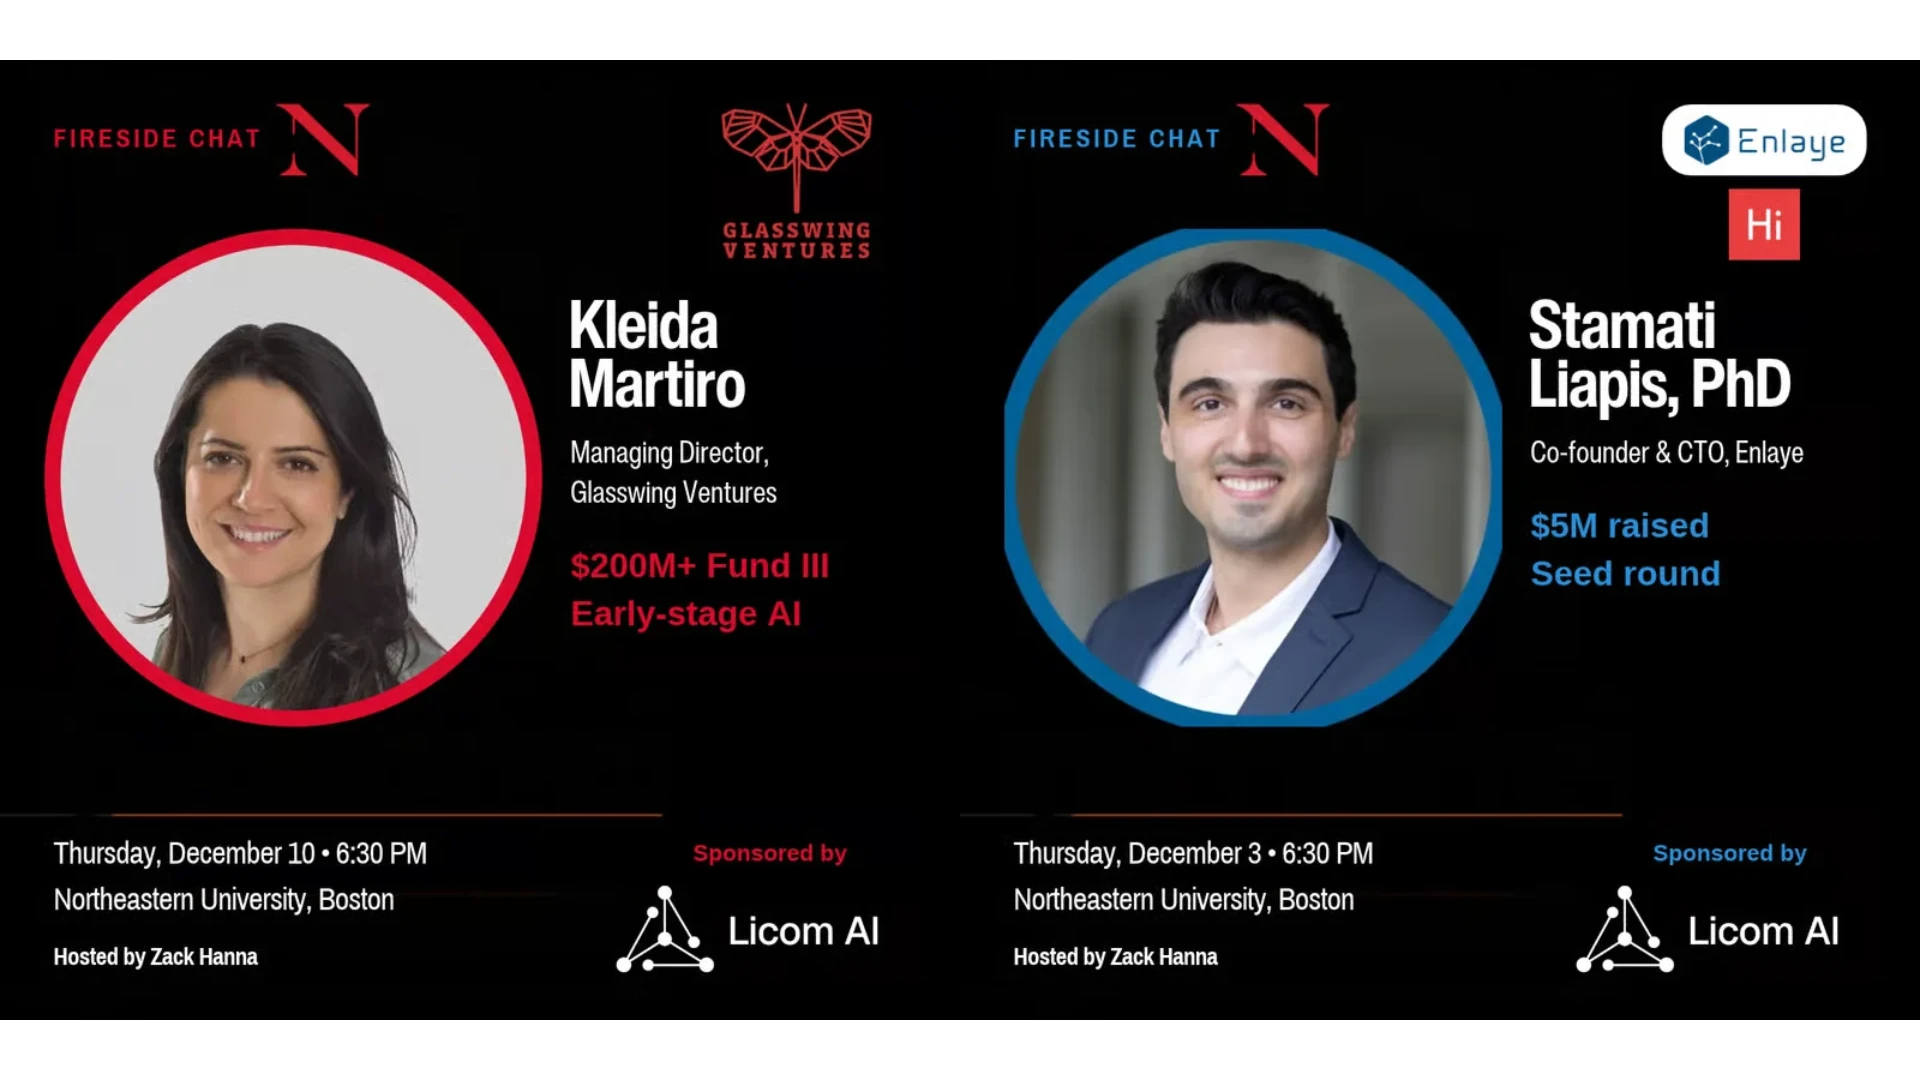 FIRESIDE CHAT N
GLASSWING
VENTURES
Kleida
Martiro
Managing Director,
Glasswing Ventures
$200M+ Fund III
Early-stage AI
Thursday, December 10 • 6:30 PM
Northeastern University, Boston
Hosted by Zack Hanna
Sponsored by
Licom AI
FIRESIDE CHAT N
Enlaye
Hi
Stamati
Liapis, PhD
Co-founder & CTO, Enlaye
$5M raised
Seed round
Thursday, December 3 • 6:30 PM
Northeastern University, Boston
Hosted by Zack Hanna
Sponsored by
Licom AI